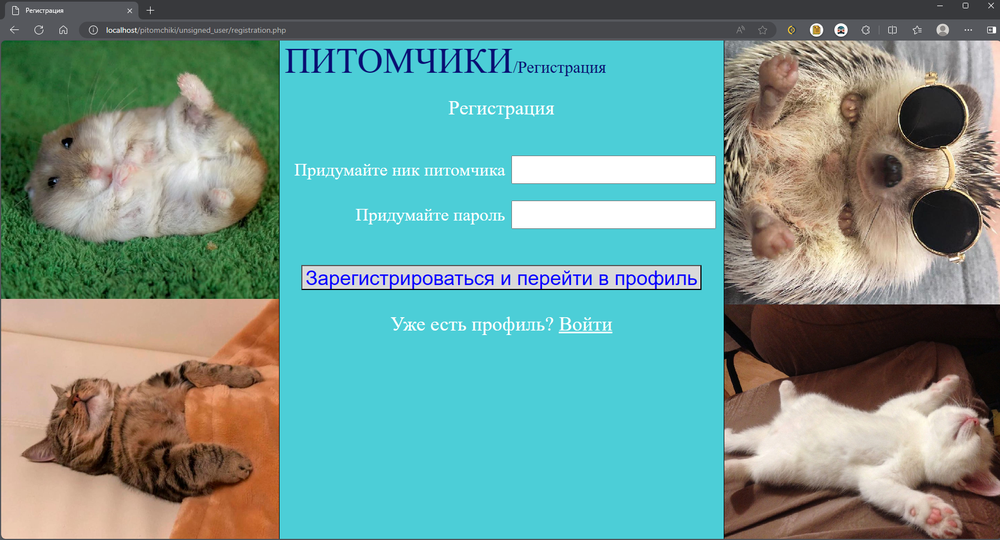 Регистрация
localhost/pitomchiki/unsigned_user/registration.php
ПИТОМЧИКИ/Регистрация
Регистрация
Придумайте ник питомчика
Придумайте пароль
Зарегистрироваться и перейти в профиль
Уже есть профиль? Войти